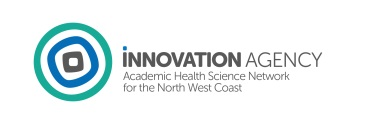 iNNOVATION AGENCY
Academic Health Science Network
for the North West Coast